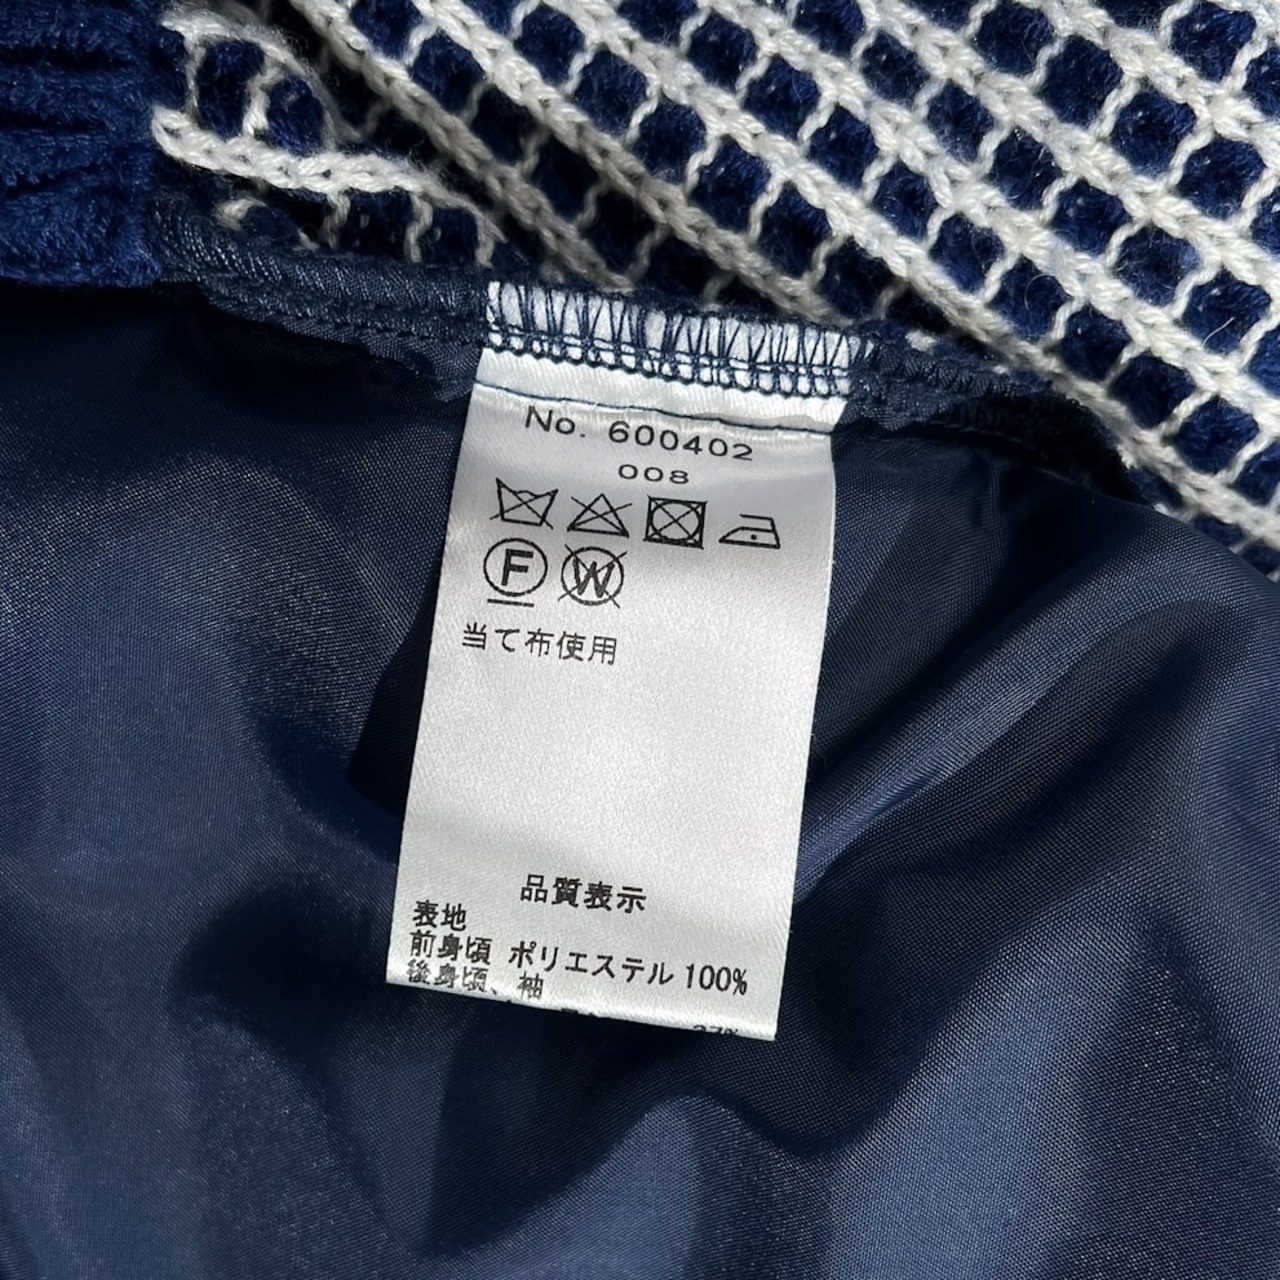 No. 600402
008
F W
当て布使用
品質表示
表地
前身頃 ポリエステル 100%
後身頃、袖